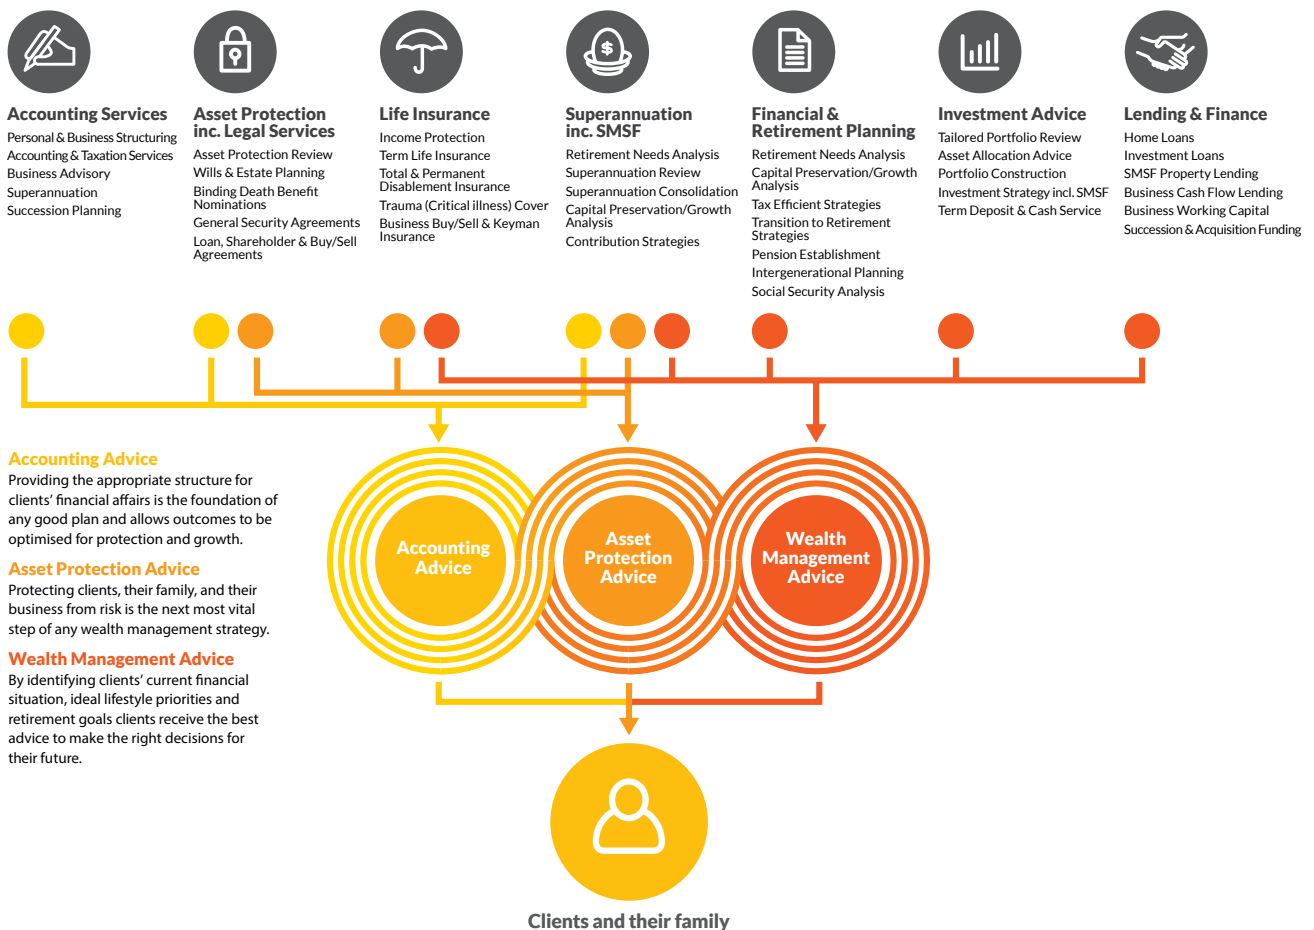 $
Accounting Services
Personal & Business Structuring
Accounting & Taxation Services
Business Advisory
Superannuation
Succession Planning
Asset Protection
inc. Legal Services
Asset Protection Review
Wills & Estate Planning
Binding Death Benefit
Nominations
General Security Agreements
Loan, Shareholder & Buy/Sell
Agreements
Life Insurance
Income Protection
Term Life Insurance
Total & Permanent
Disablement Insurance
Trauma (Critical illness) Cover
Business Buy/Sell & Keyman
Insurance
Superannuation
inc. SMSF
Retirement Needs Analysis
Superannuation Review
Superannuation Consolidation
Capital Preservation/Growth
Analysis
Contribution Strategies
Financial &
Retirement Planning
Retirement Needs Analysis
Capital Preservation/Growth
Analysis
Tax Efficient Strategies
Transition to Retirement
Strategies
Pension Establishment
Intergenerational Planning
Social Security Analysis
Investment Advice
Tailored Portfolio Review
Asset Allocation Advice
Portfolio Construction
Investment Strategy incl. SMSF
Term Deposit & Cash Service
Lending & Finance
Home Loans
Investment Loans
SMSF Property Lending
Business Cash Flow Lending
Business Working Capital
Succession & Acquisition Funding
Accounting Advice
Providing the appropriate structure for
clients' financial affairs is the foundation of
any good plan and allows outcomes to be
optimised for protection and growth.
Asset Protection Advice
Protecting clients, their family, and their
business from risk is the next most vital
step of any wealth management strategy.
Wealth Management Advice
By identifying clients' current financial
situation, ideal lifestyle priorities and
retirement goals clients receive the best
advice to make the right decisions for
their future.
Accounting
Advice
Asset
Protection
Advice
Wealth
Management
Advice
Clients and their family